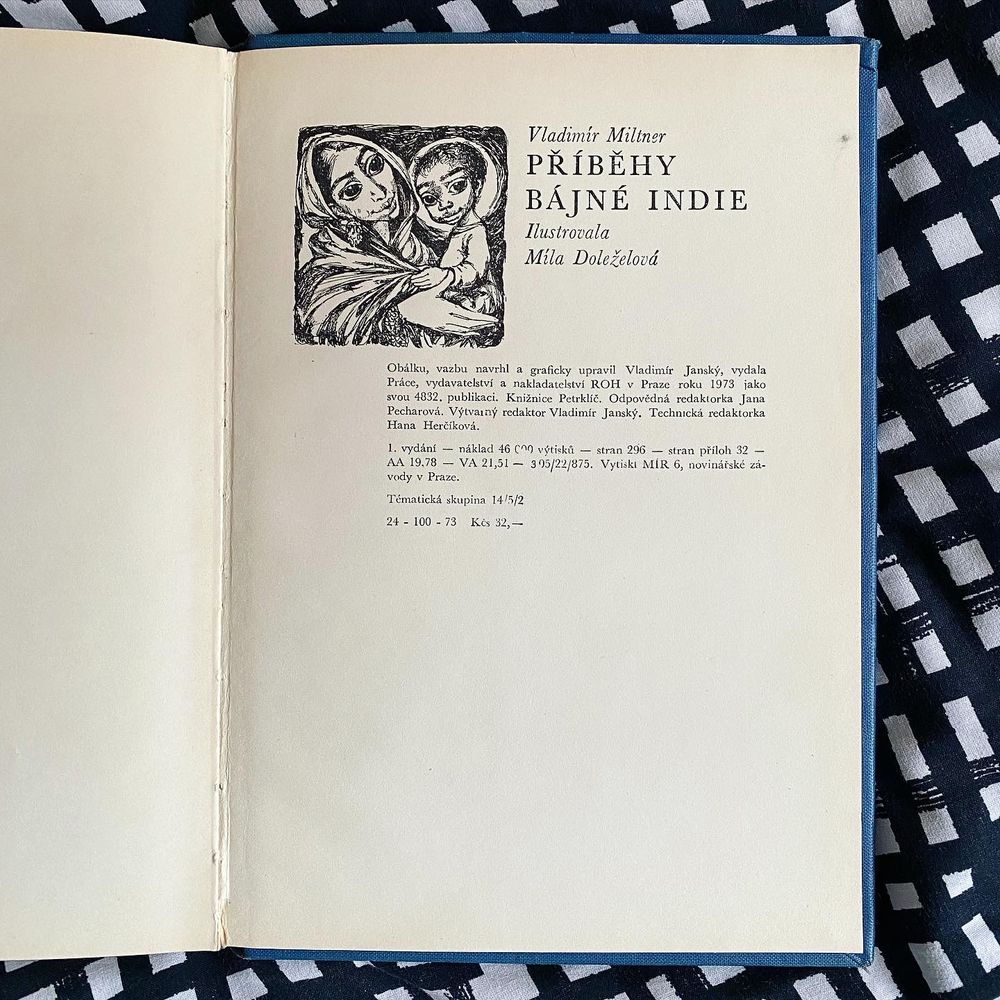 Vladimír Miltner
PŘÍBĚHY
BÁJNÉ INDIE
Ilustrovala
Míla Doleželová
Obálku, vazbu navrhl a graficky upravil Vladimír Janský, vydala
Práce, vydavatelství a nakladatelství ROH v Praze roku 1973 jako
svou 4832. publikaci. Knižnice Petrklíč. Odpovědná redaktorka Jana
Pecharová. Výtvarný redaktor Vladimír Janský. Technická redaktorka
Hana Herčíková.
1. vydání — náklad 46 000 výtisků — stran 296 — stran příloh 32 —
AA 19.78 — VA 21,51 — 305/22/875. Vytiskl MÍR 6, novinářské zá-
vody v Praze.
Tématická skupina 14/5/2
24 - 100 - 73 Kčs 32,—